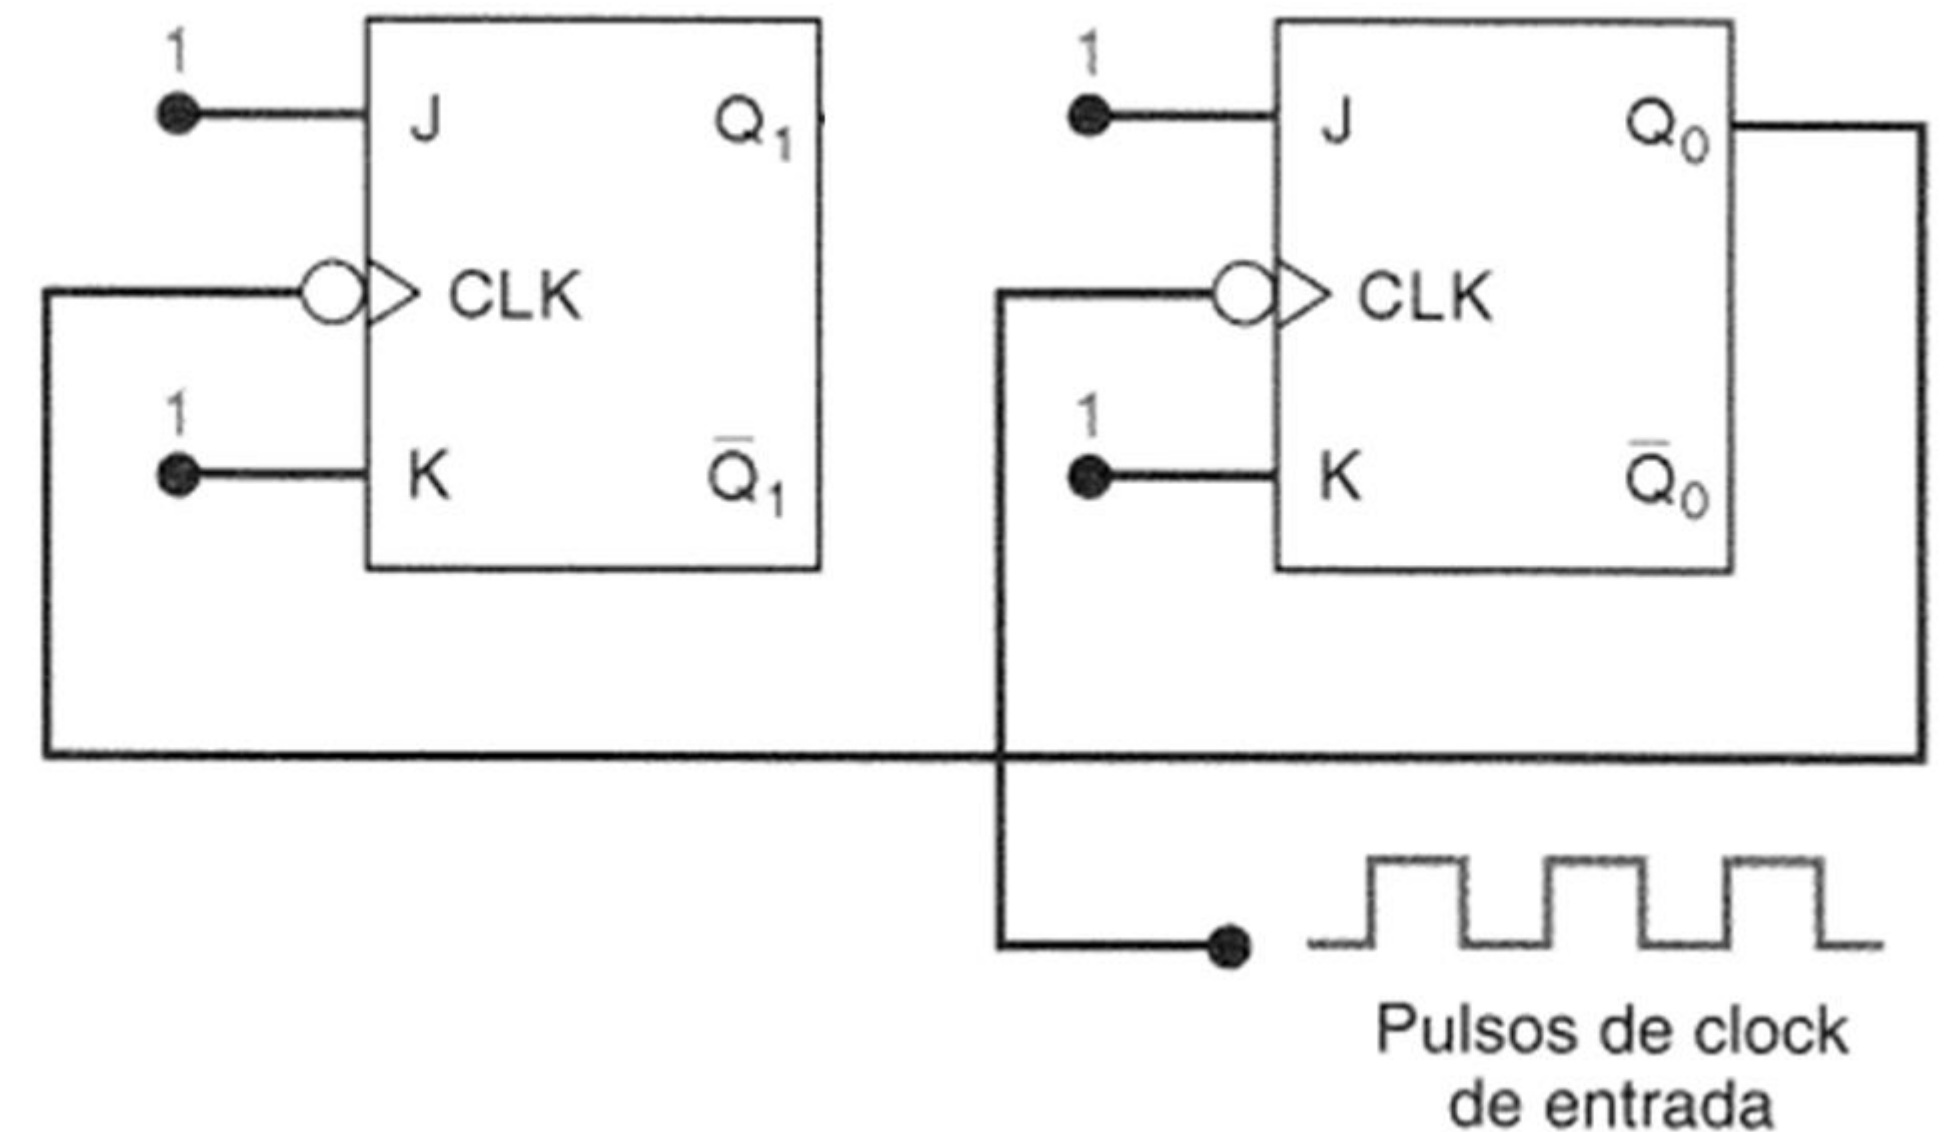 1 1
J Q₁ J Q₀
CLK CLK
1 1
K Q̅₁ K Q̅₀
Pulsos de clock
de entrada